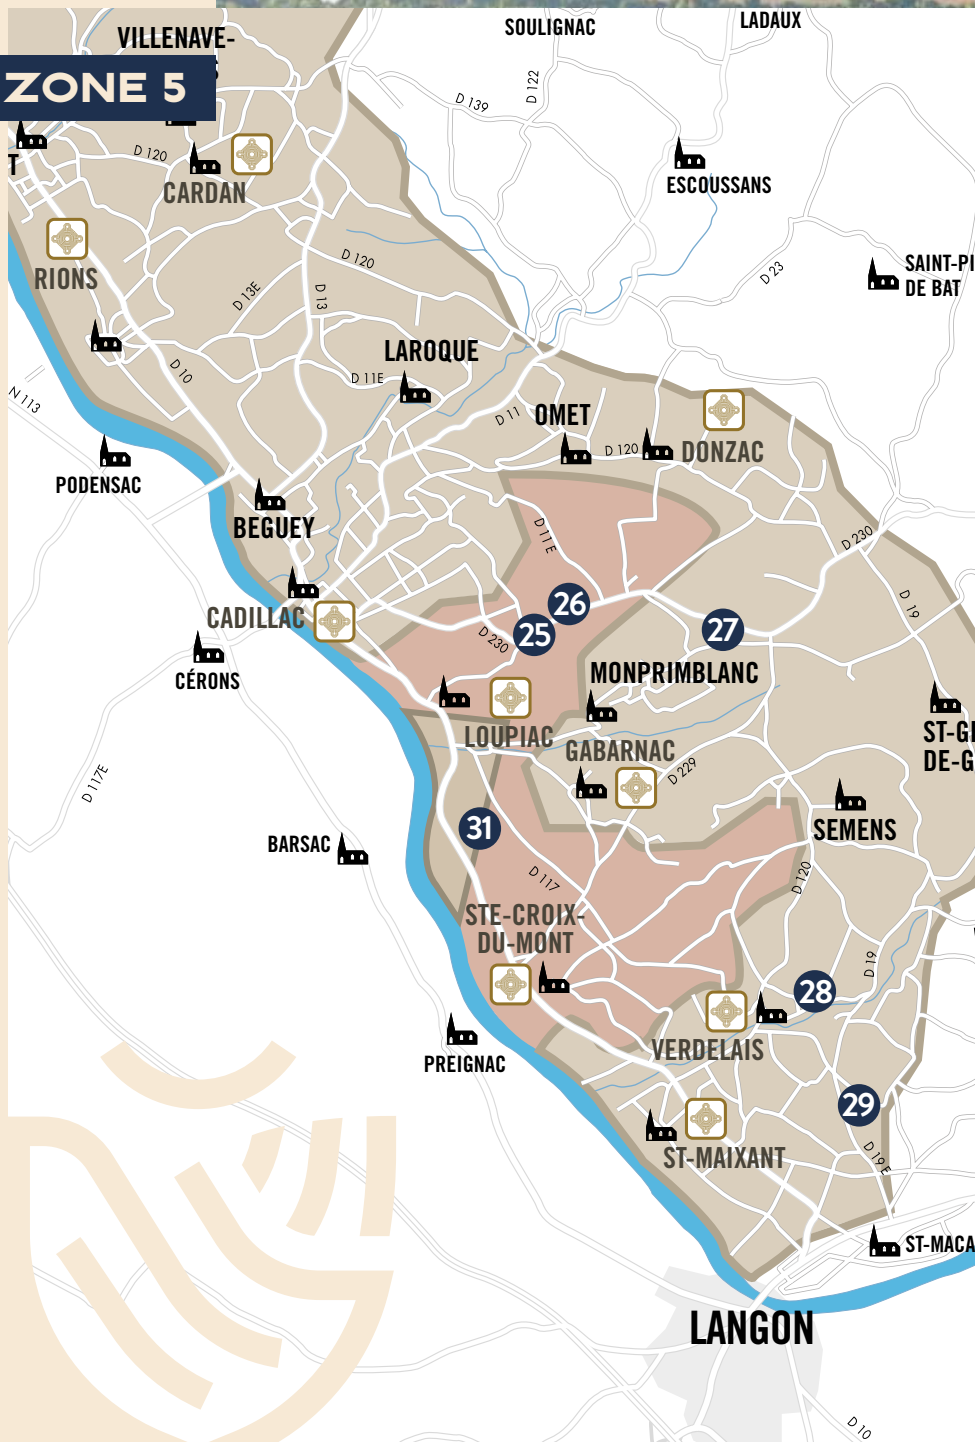 SOULIGNAC
LADAUX
VILLENAVE-
ZONE 5
D 122
D 139
D 120
CARDAN
ESCOUSSANS
RIONS
D 120
D 23
SAINT-PI
DE BAT
D 13E
D 13
LAROQUE
D 10
D 11E
N 113
D 11
OMET
D 120
DONZAC
PODENSAC
BEGUEY
D 11 E
D 230
CADILLAC
26
25
27
D 19
D 230
CÉRONS
MONPRIMBLANC
LOUPIAC
GABARNAC
ST-G
DE-G
D 229
D 117E
31
SEMENS
BARSAC
D 117
D 120
STE-CROIX-
DU-MONT
D 19
28
VERDELAIS
PREIGNAC
29
ST-MAIXANT
D 19 E
ST-MACA
LANGON
D 10